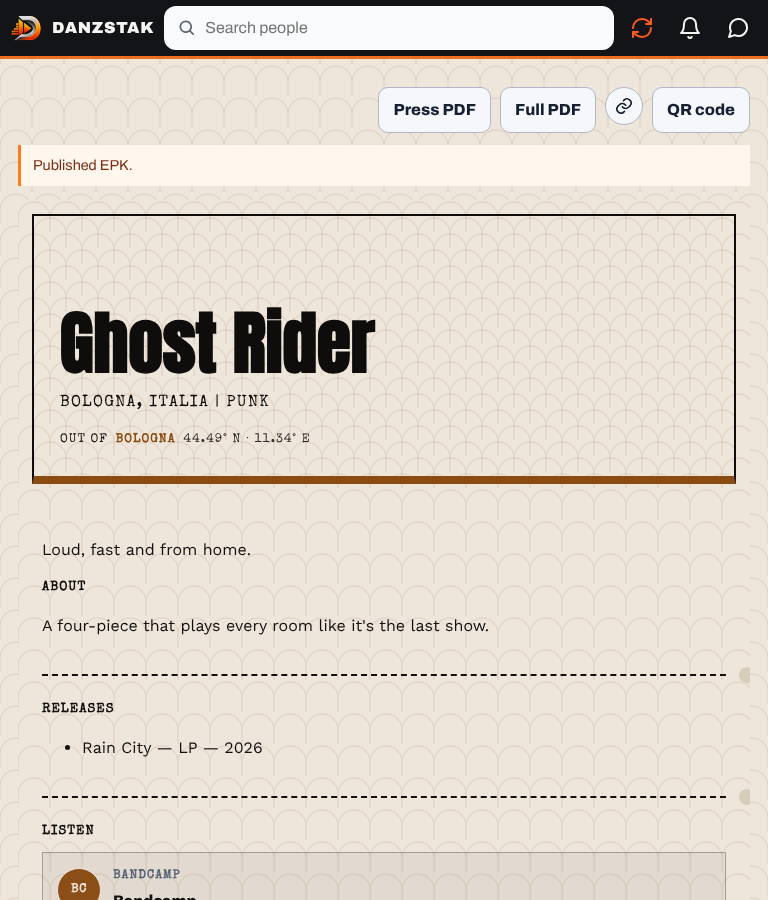 DANZSTAK
Search people
Press PDF
Full PDF
QR code
Published EPK.
Ghost Rider
BOLOGNA, ITALIA | PUNK
OUT OF BOLOGNA 44.49° N · 11.34° E
Loud, fast and from home.
ABOUT
A four-piece that plays every room like it's the last show.
RELEASES
• Rain City — LP — 2026
LISTEN
BC
BANDCAMP
Bandcamp